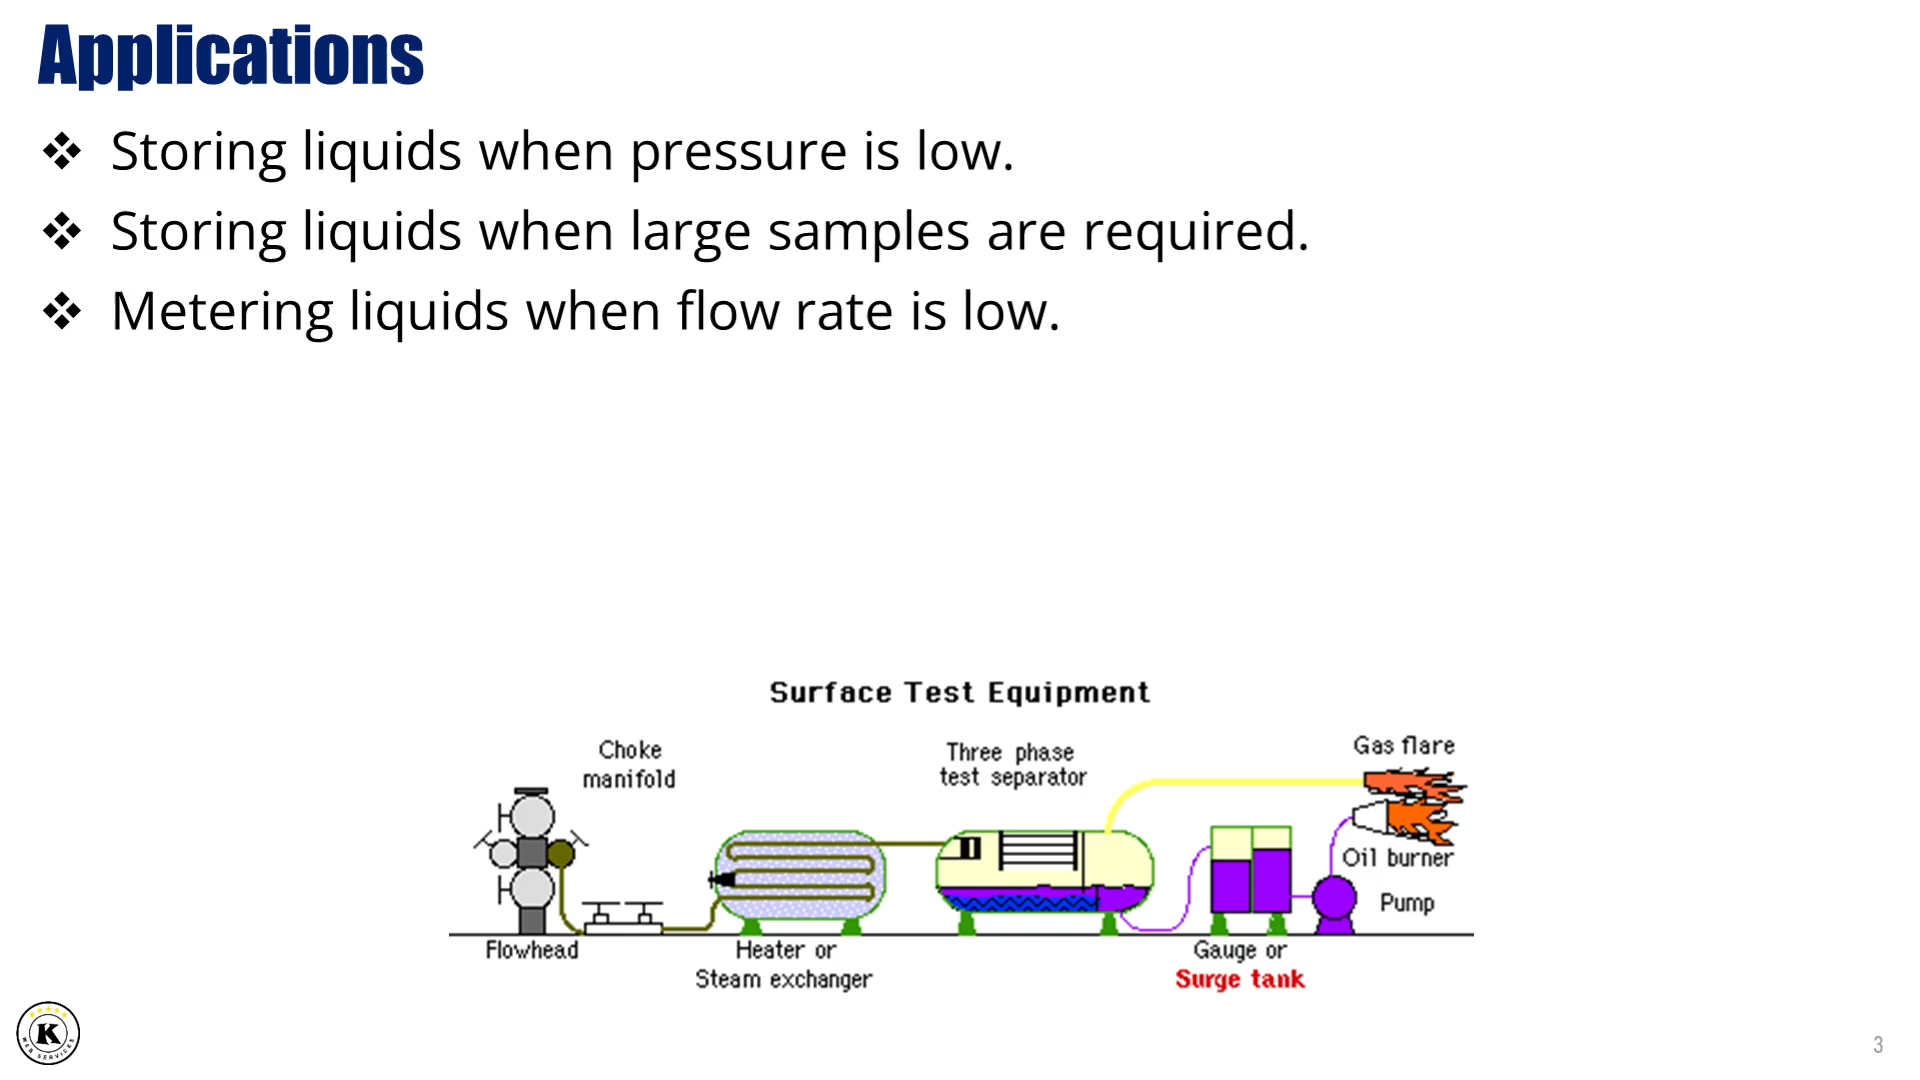 Applications
❖ Storing liquids when pressure is low.
❖ Storing liquids when large samples are required.
❖ Metering liquids when flow rate is low.
Surface Test Equipment
Choke
manifold
Three phase
test separator
Gas flare
Oil burner
Pump
Flowhead
Heater or
Steam exchanger
Gauge or
Surge tank
K
WEB SERVICES
3